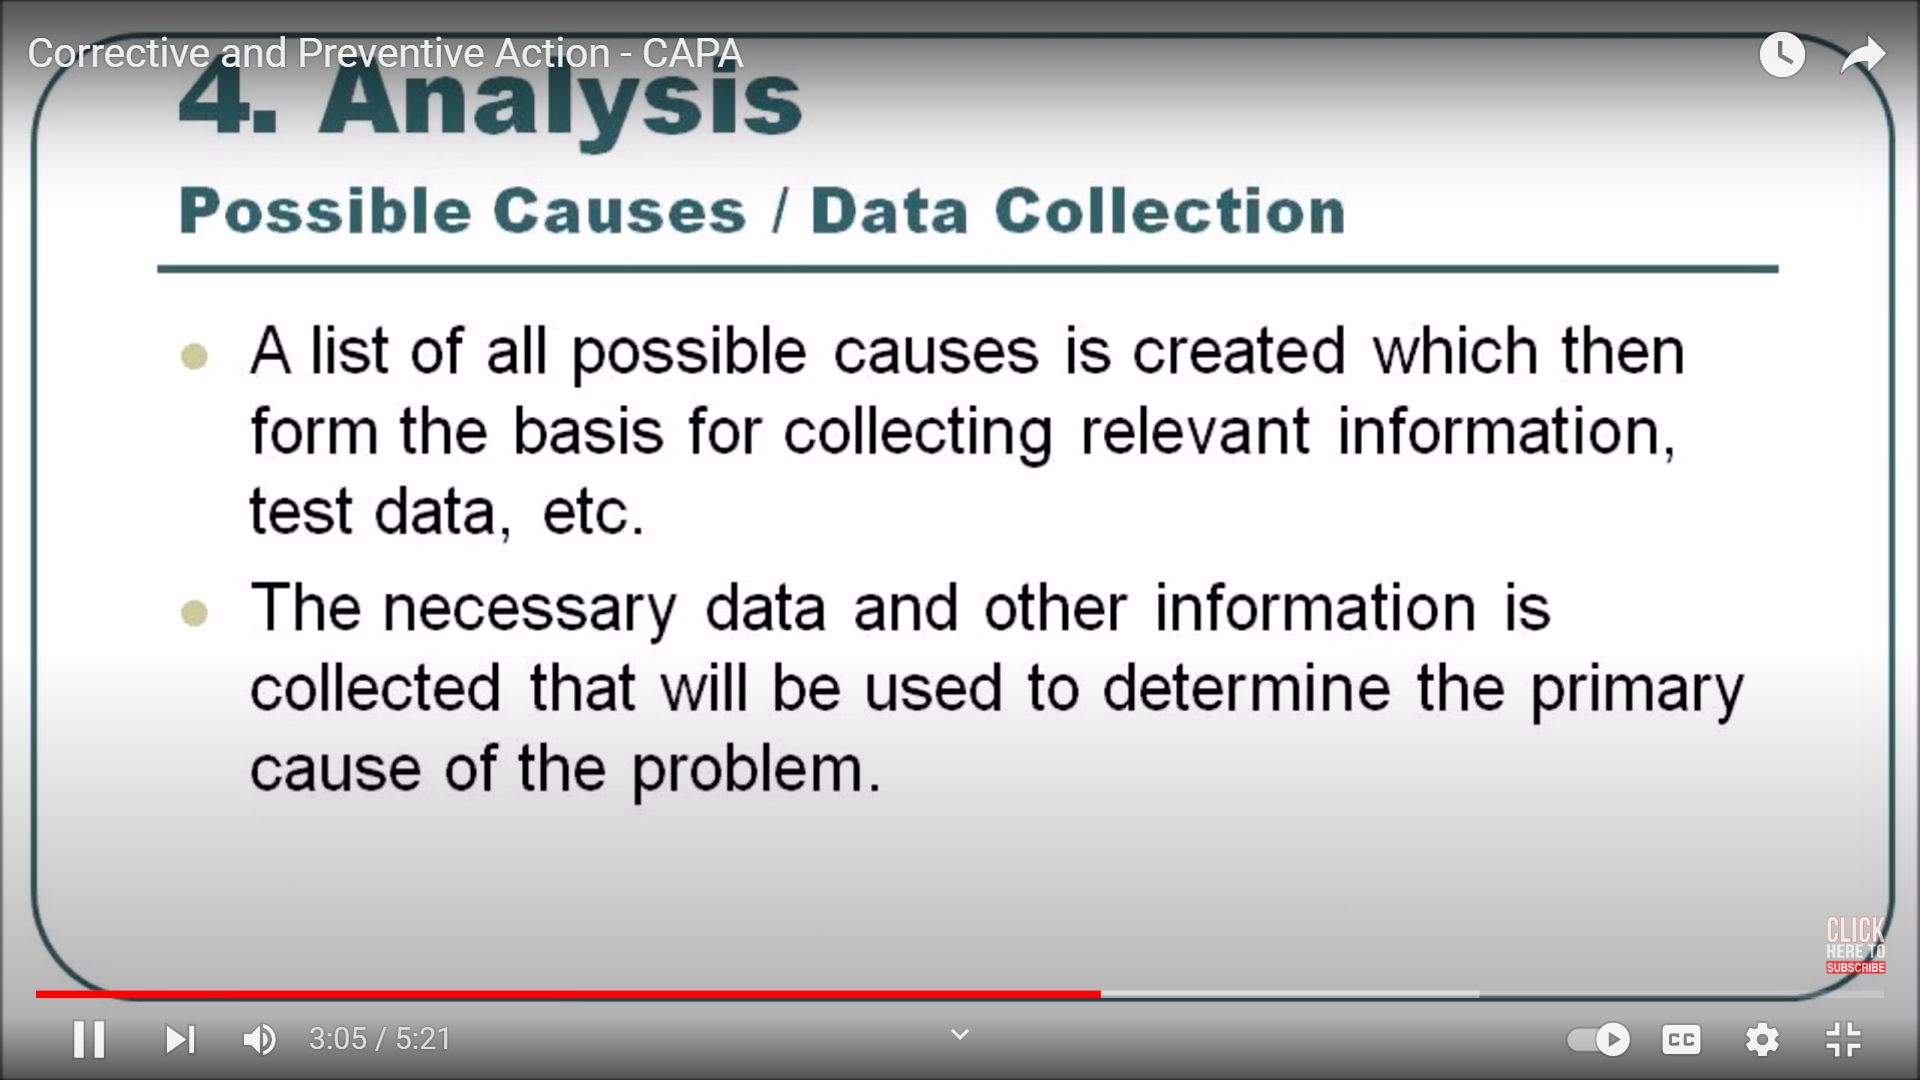 Corrective and Preventive Action - CAPA
4. Analysis
Possible Causes / Data Collection
A list of all possible causes is created which then
form the basis for collecting relevant information,
test data, etc.
The necessary data and other information is
collected that will be used to determine the primary
cause of the problem.
CLICK
HERE TO
SUBSCRIBE
3:05 / 5:21
CC